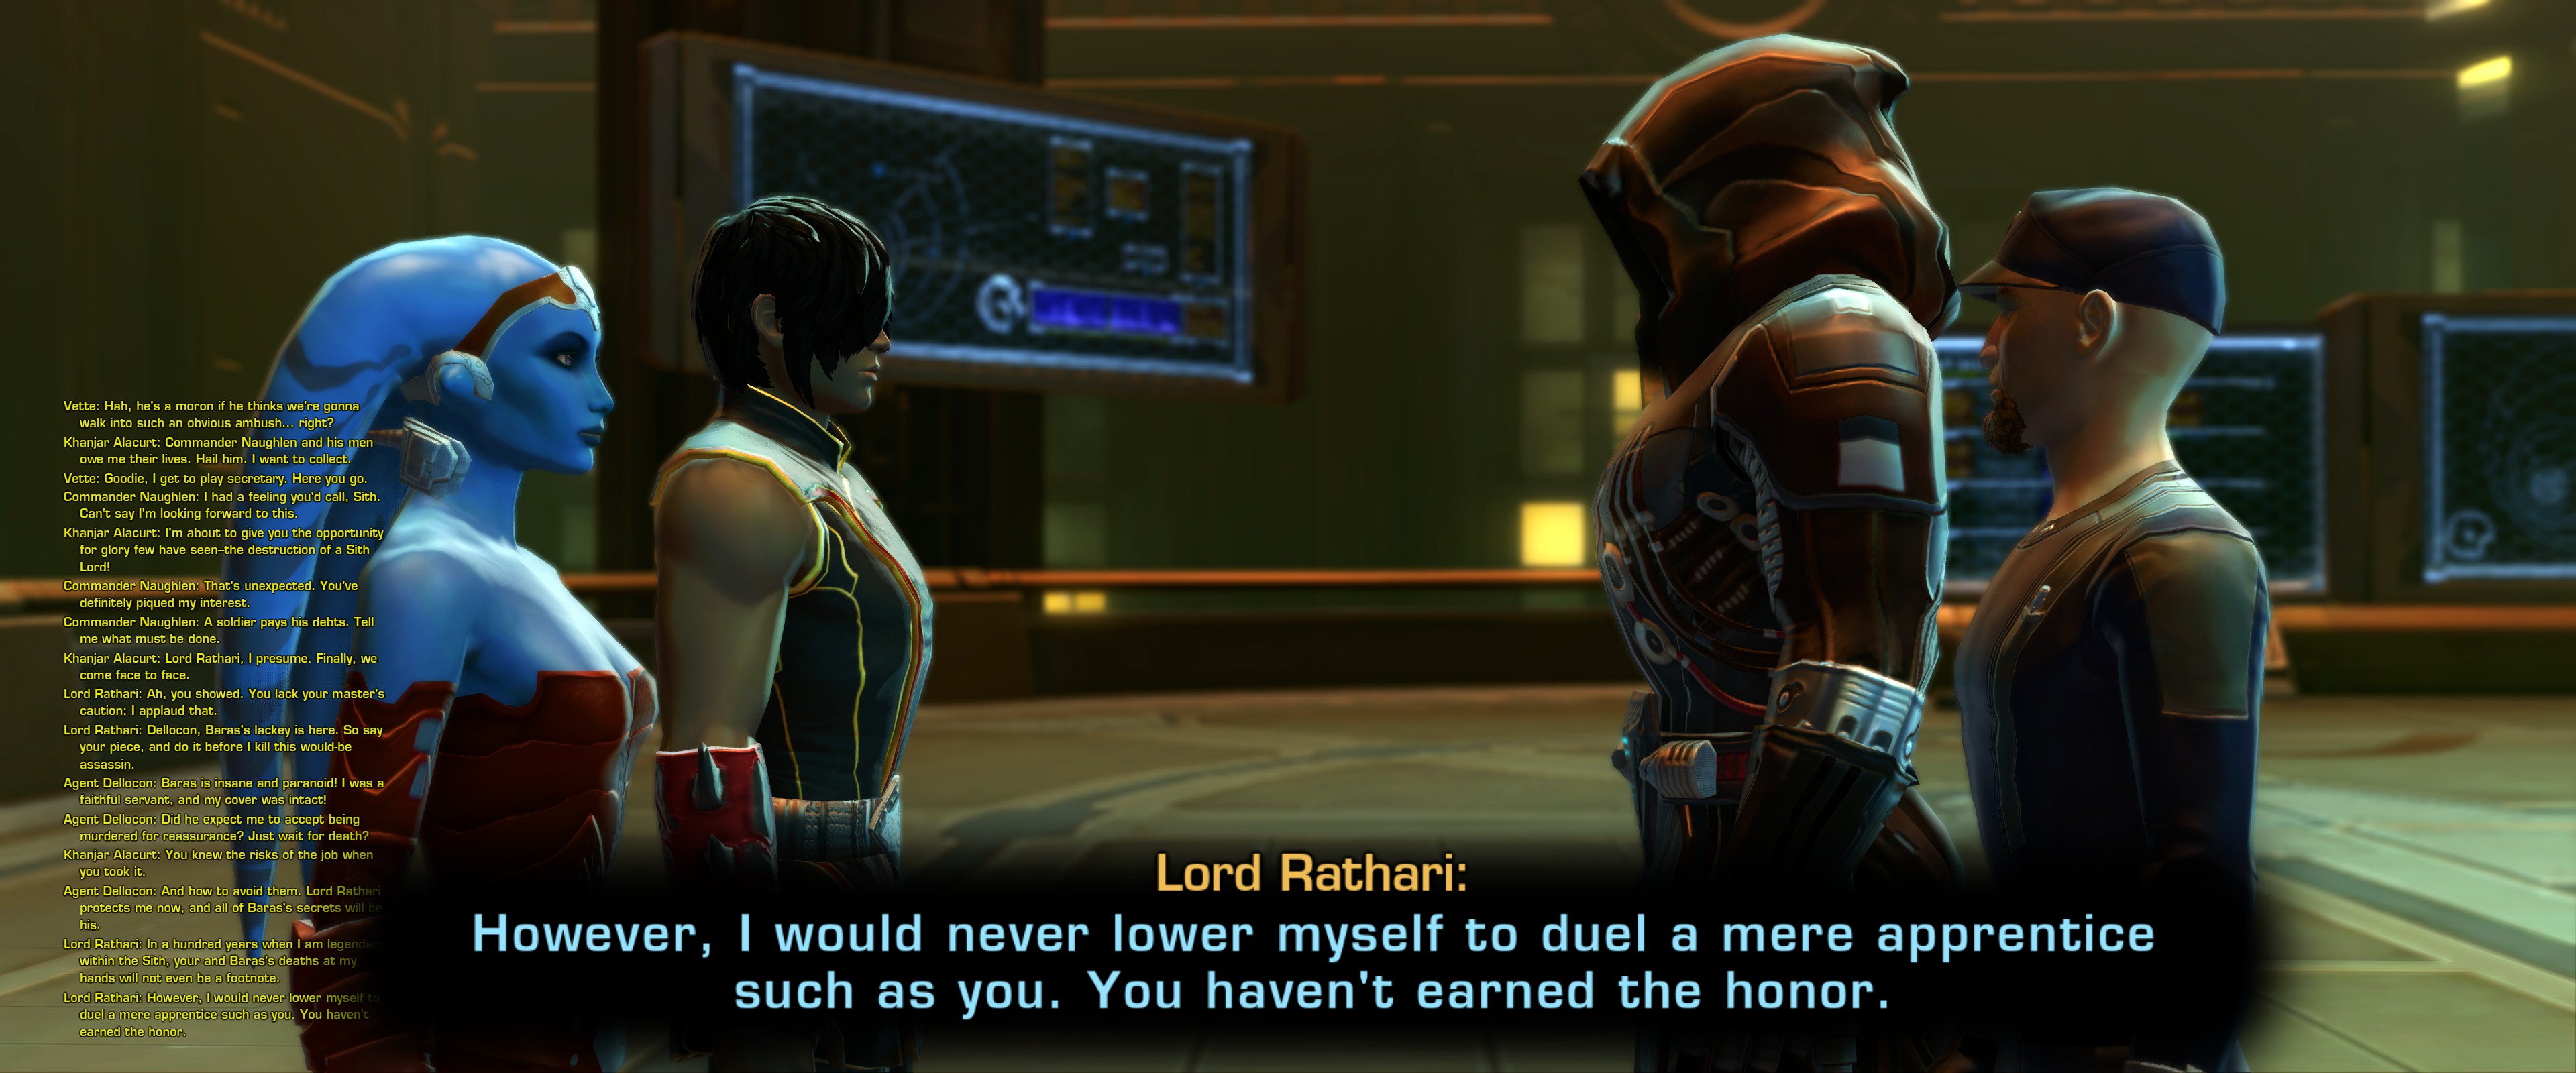 Vette: Hah, he's a moron if he thinks we're gonna
walk into such an obvious ambush... right?
Khanjar Alacurt: Commander Naughlen and his men
owe me their lives. Hail him. I want to collect.
Vette: Goodie, I get to play secretary. Here you go.
Commander Naughlen: I had a feeling you'd call, Sith.
Can't say I'm looking forward to this.
Khanjar Alacurt: I'm about to give you the opportunity
for glory few have seen–the destruction of a Sith
Lord!
Commander Naughlen: That's unexpected. You've
definitely piqued my interest.
Commander Naughlen: A soldier pays his debts. Tell
me what must be done.
Khanjar Alacurt: Lord Rathari, I presume. Finally, we
come face to face.
Lord Rathari: Ah, you showed. You lack your master's
caution; I applaud that.
Lord Rathari: Dellocon, Baras's lackey is here. So say
your piece, and do it before I kill this would-be
assassin.
Agent Dellocon: Baras is insane and paranoid! I was a
faithful servant, and my cover was intact!
Agent Dellocon: Did he expect me to accept being
murdered for reassurance? Just wait for death?
Khanjar Alacurt: You knew the risks of the job when
you took it.
Agent Dellocon: And how to avoid them. Lord Rathari
protects me now, and all of Baras's secrets will be
his.
Lord Rathari: In a hundred years when I am legendary
within the Sith, your and Baras's deaths at my
hands will not even be a footnote.
Lord Rathari: However, I would never lower myself to
duel a mere apprentice such as you. You haven't
earned the honor.
Lord Rathari:
However, I would never lower myself to duel a mere apprentice
such as you. You haven't earned the honor.